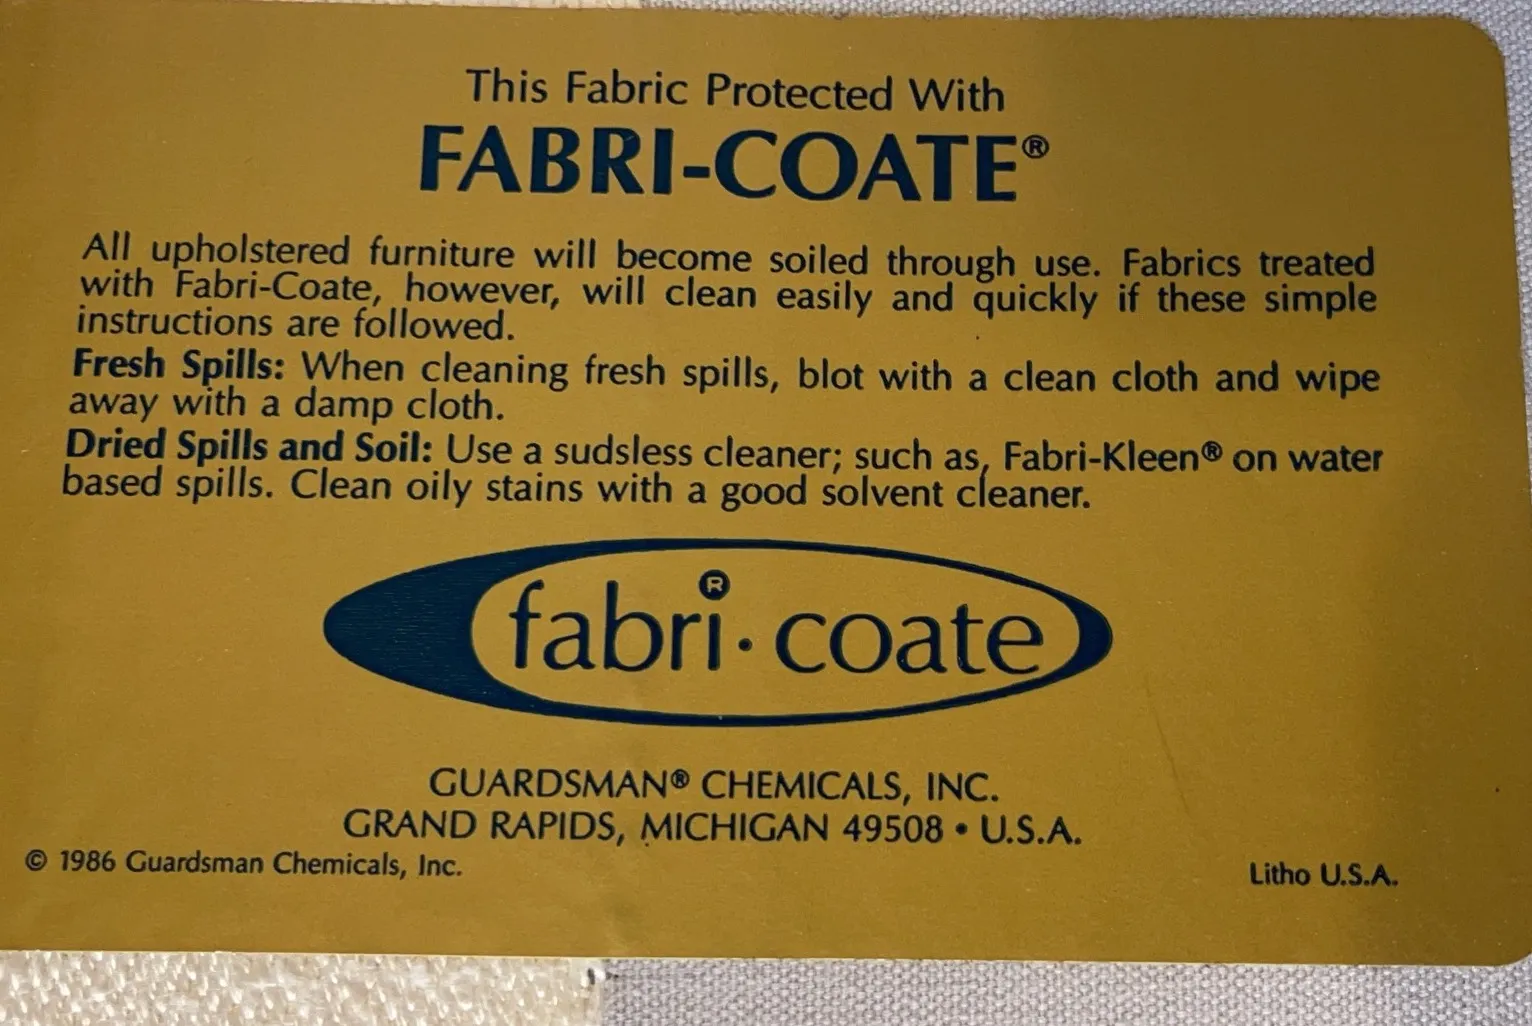 This Fabric Protected With
FABRI-COATE®
All upholstered furniture will become soiled through use. Fabrics treated
with Fabri-Coate, however, will clean easily and quickly if these simple
instructions are followed.
Fresh Spills: When cleaning fresh spills, blot with a clean cloth and wipe
away with a damp cloth.
Dried Spills and Soil: Use a sudsless cleaner; such as, Fabri-Kleen® on water
based spills. Clean oily stains with a good solvent cleaner.
fabri®·coate
GUARDSMAN® CHEMICALS, INC.
GRAND RAPIDS, MICHIGAN 49508 • U.S.A.
© 1986 Guardsman Chemicals, Inc.
Litho U.S.A.